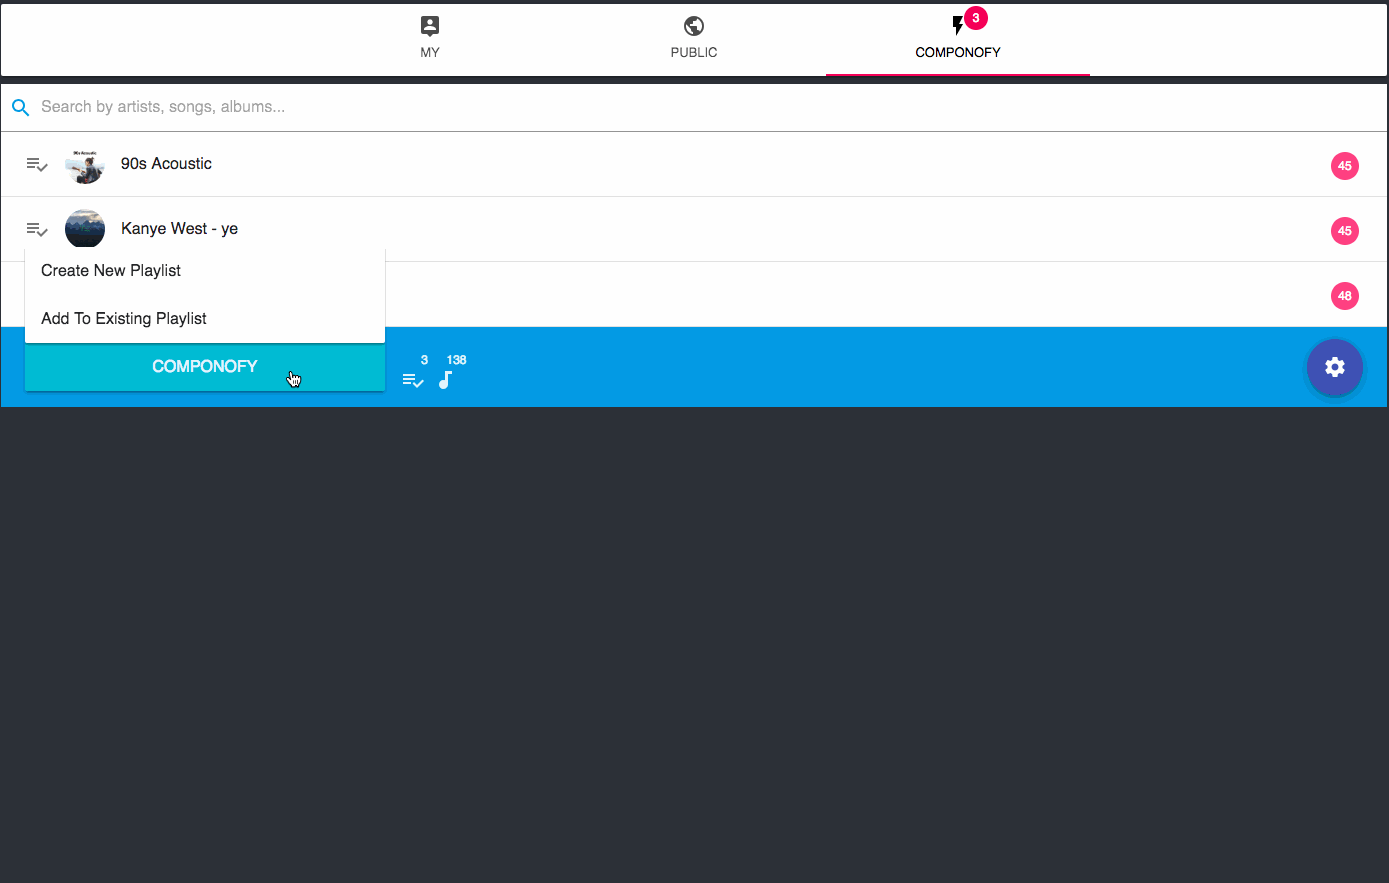 MY
PUBLIC
3
COMPONOFY
Search by artists, songs, albums...
90s Acoustic
45
Kanye West - ye
45
Create New Playlist
48
Add To Existing Playlist
COMPONOFY
3
138